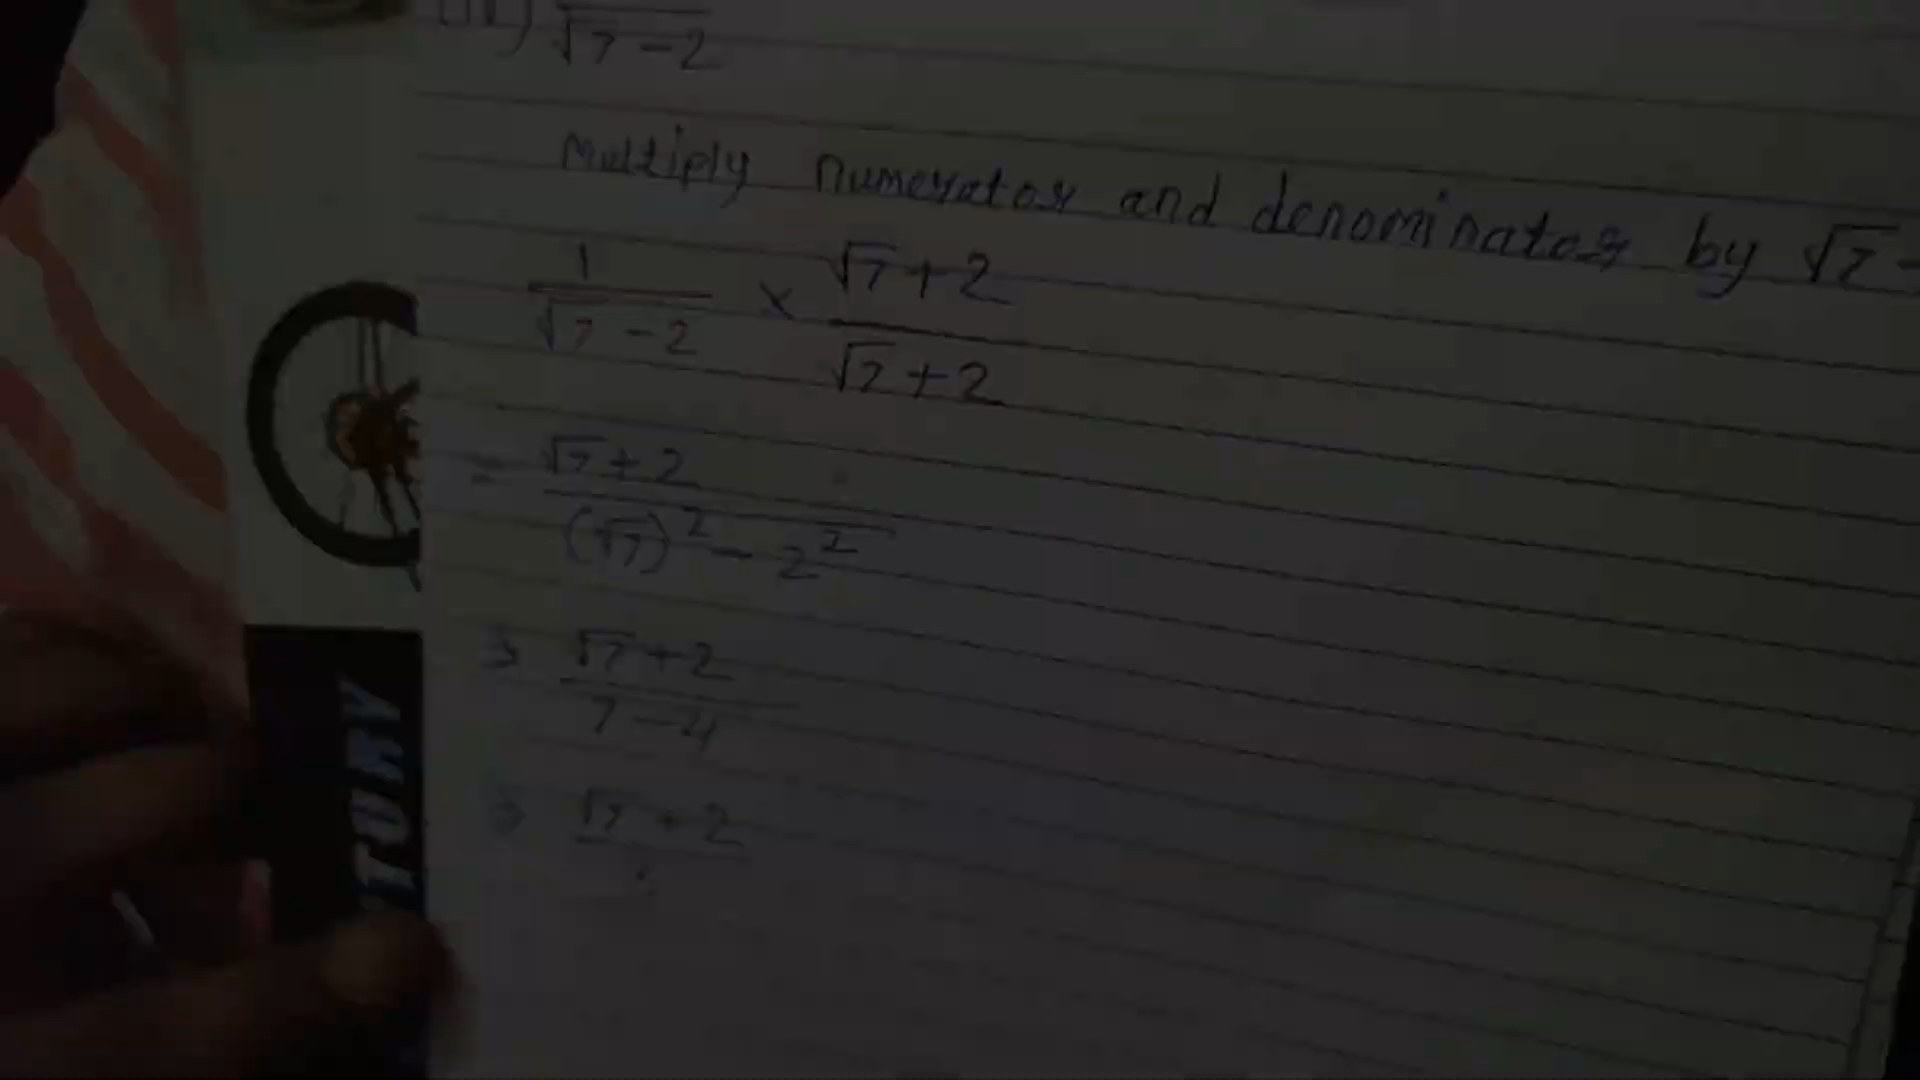 √7 - 2
Multiply numerator and denominator by √7
1/(√7 - 2) × (√7 + 2)/(√7 + 2)
= (√7 + 2)/((√7)² - 2²)
⇒ (√7 + 2)/(7 - 4)
⇒ √7 + 2